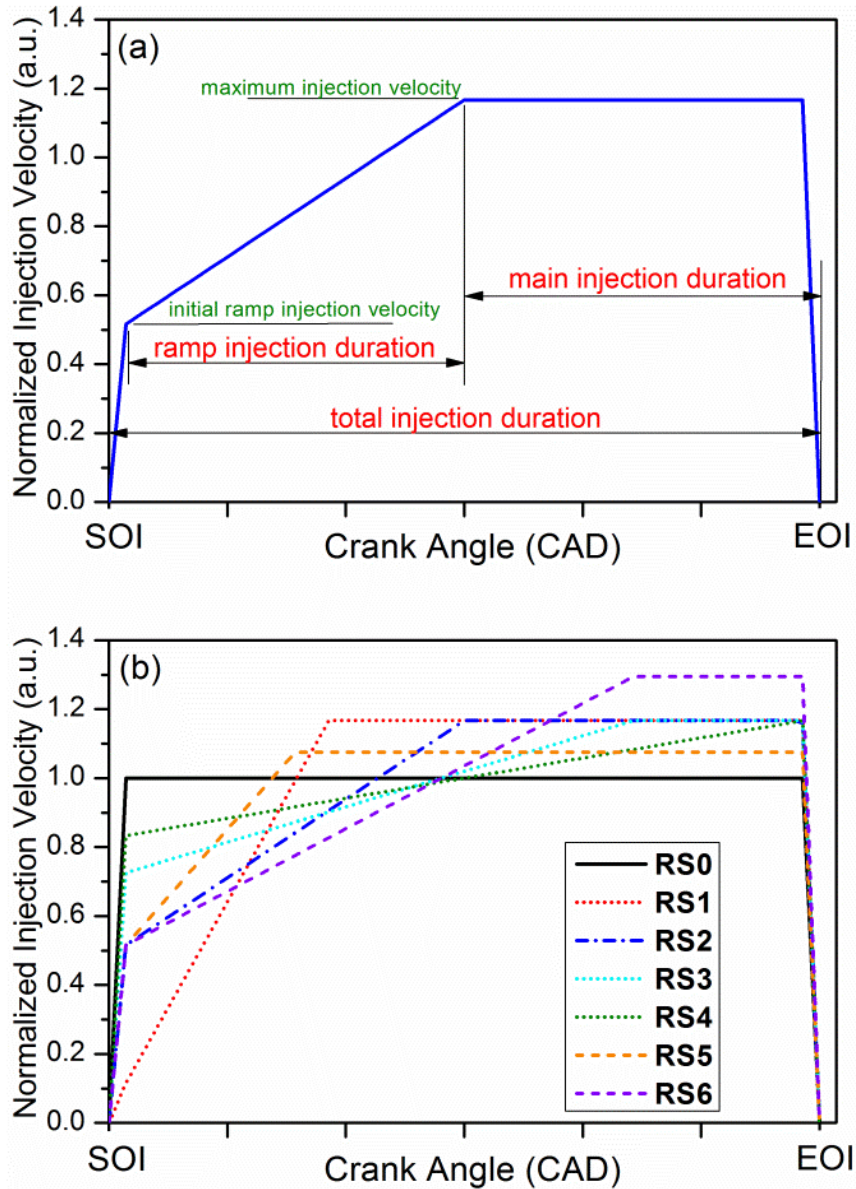 (a)
Normalized Injection Velocity (a.u.)
1.4
1.2
1.0
0.8
0.6
0.4
0.2
0.0
maximum injection velocity
main injection duration
initial ramp injection velocity
ramp injection duration
total injection duration
SOI
Crank Angle (CAD)
EOI
(b)
Normalized Injection Velocity (a.u.)
1.4
1.2
1.0
0.8
0.6
0.4
0.2
0.0
RS0
RS1
RS2
RS3
RS4
RS5
RS6
SOI
Crank Angle (CAD)
EOI